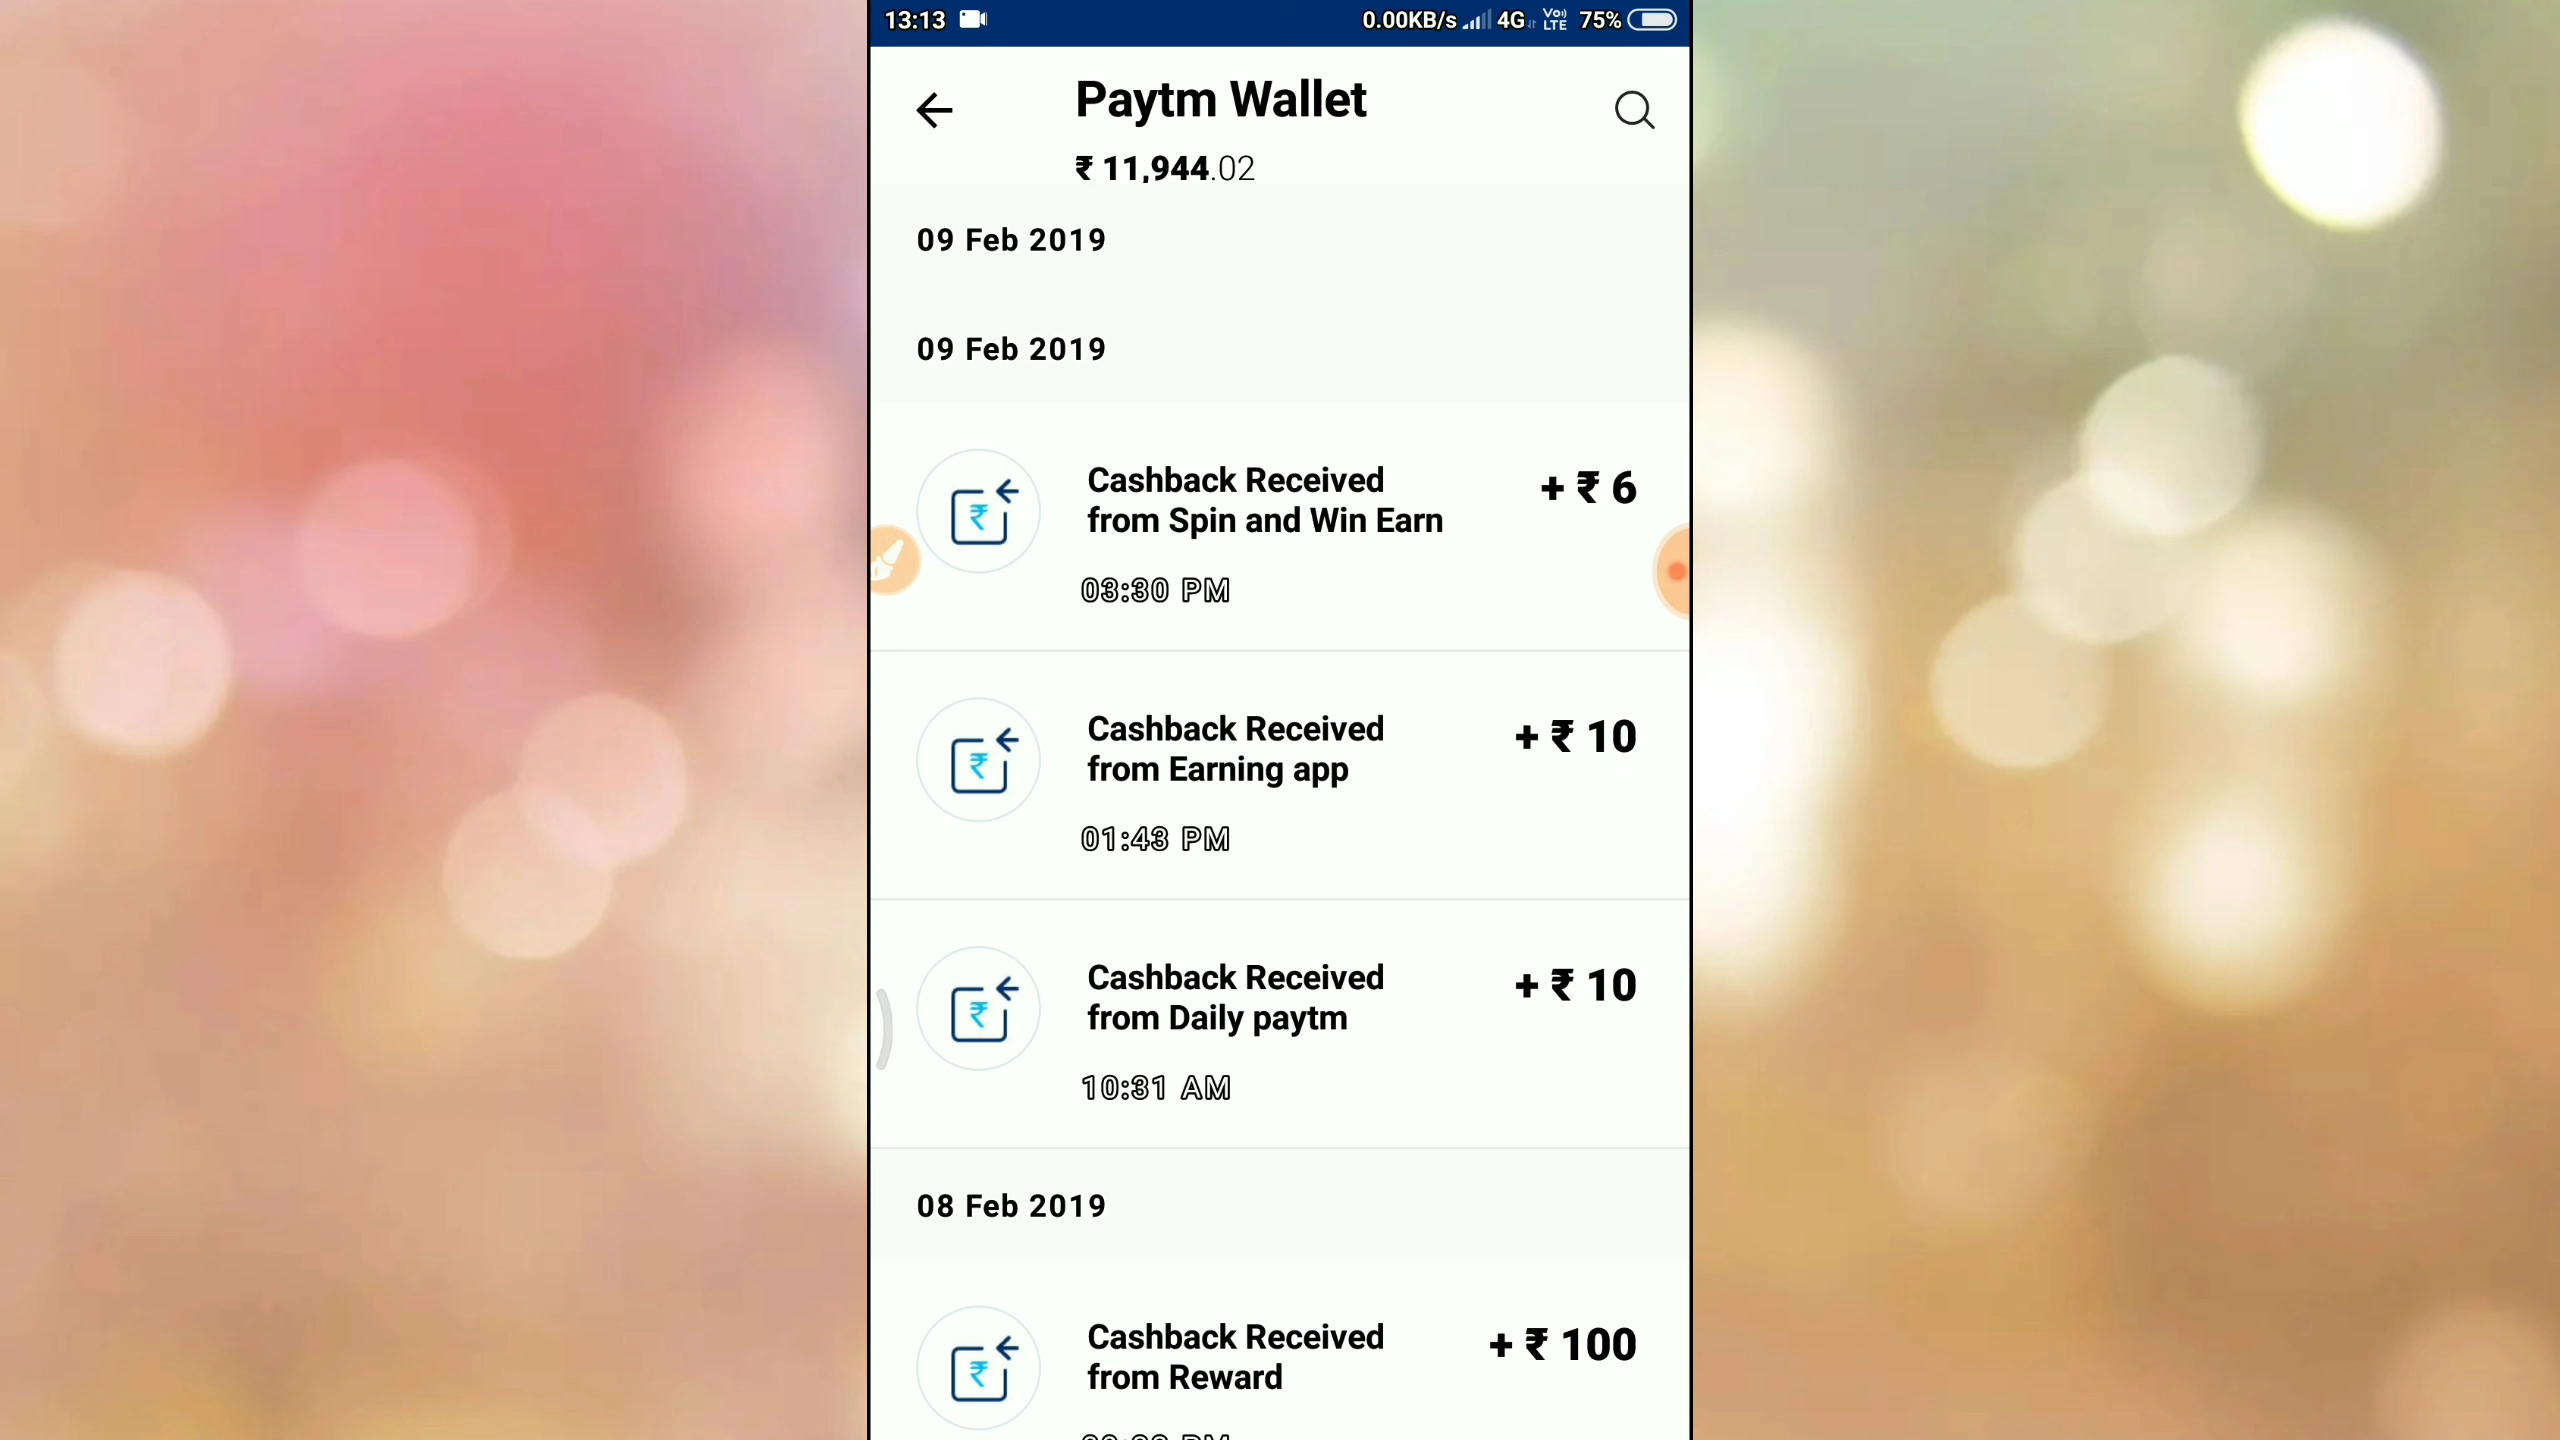 13:13 0.00KB/s 4G VoLTE 75%
Paytm Wallet
₹ 11,944.02
09 Feb 2019
09 Feb 2019
Cashback Received + ₹ 6
from Spin and Win Earn
03:30 PM
Cashback Received + ₹ 10
from Earning app
01:43 PM
Cashback Received + ₹ 10
from Daily paytm
10:31 AM
08 Feb 2019
Cashback Received + ₹ 100
from Reward